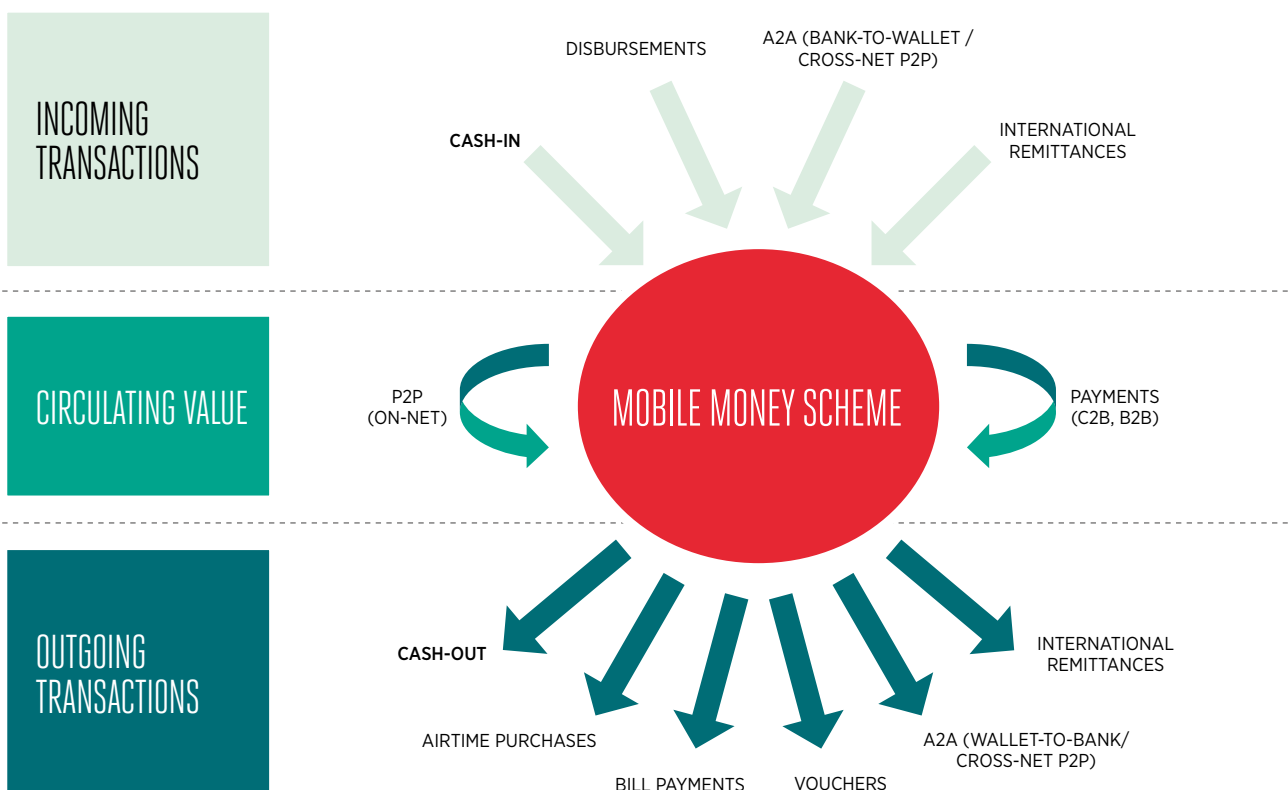 INCOMING
TRANSACTIONS
DISBURSEMENTS
A2A (BANK-TO-WALLET /
CROSS-NET P2P)
CASH-IN
INTERNATIONAL
REMITTANCES
CIRCULATING VALUE
P2P
(ON-NET)
MOBILE MONEY SCHEME
PAYMENTS
(C2B, B2B)
OUTGOING
TRANSACTIONS
CASH-OUT
AIRTIME PURCHASES
BILL PAYMENTS
VOUCHERS
A2A (WALLET-TO-BANK/
CROSS-NET P2P)
INTERNATIONAL
REMITTANCES